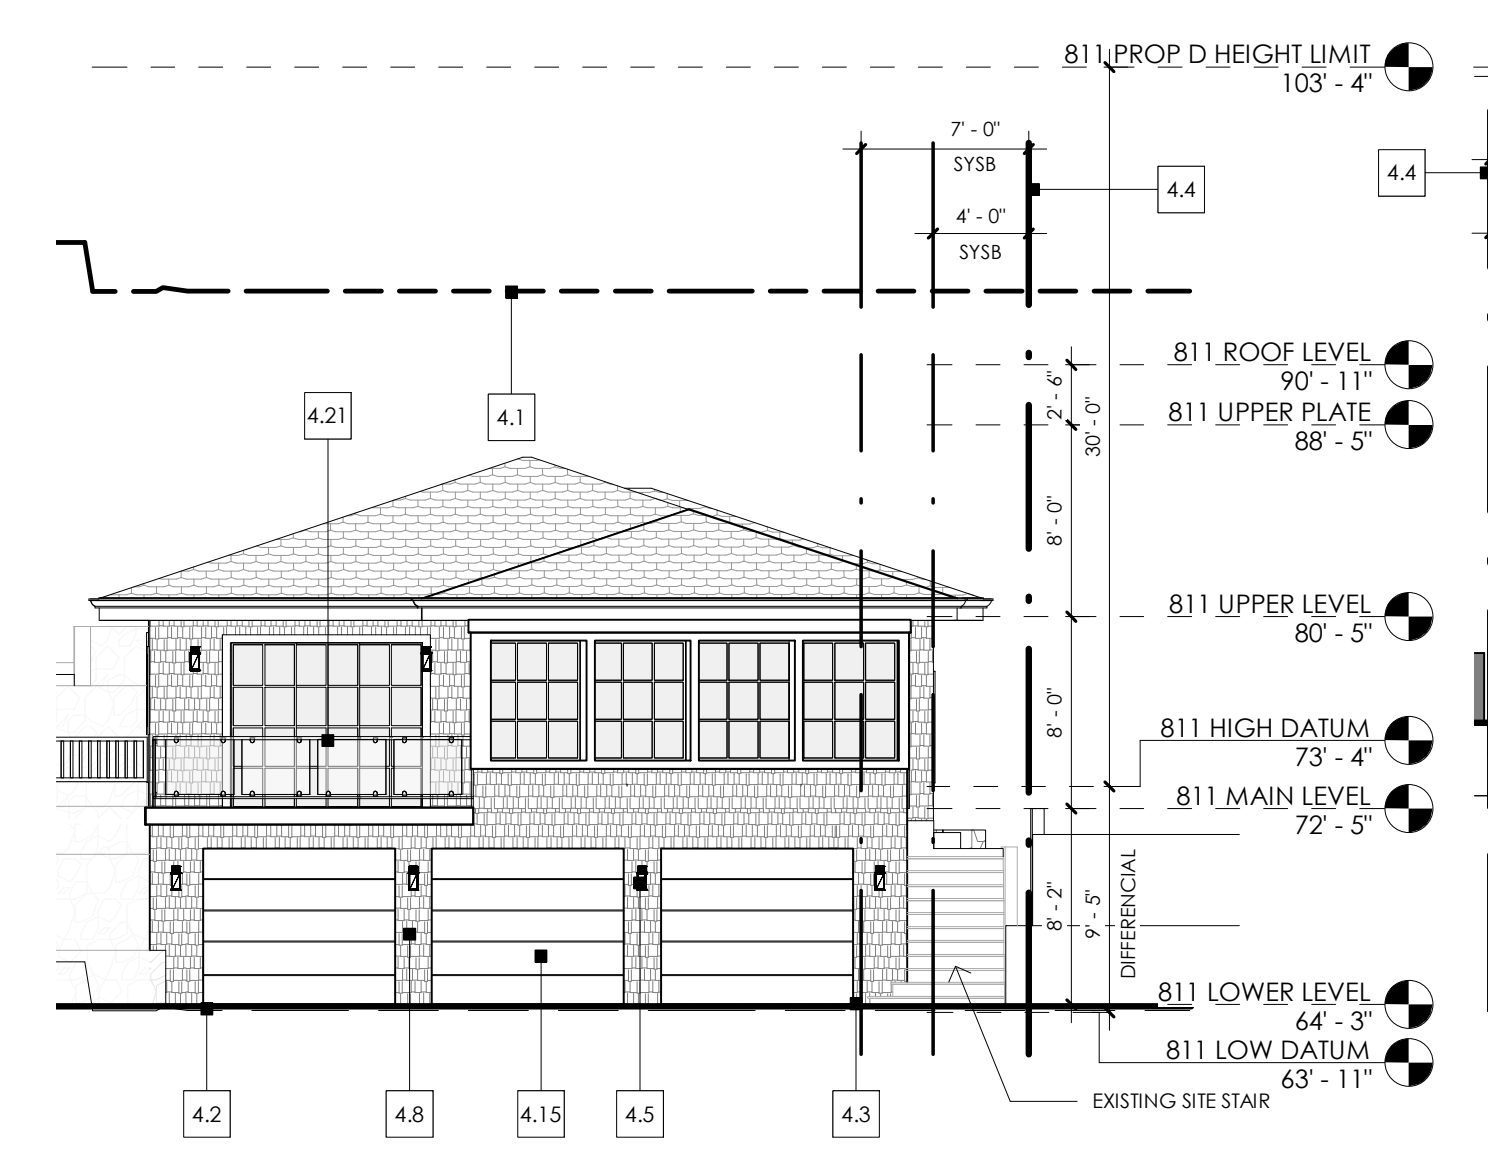 811 PROP D HEIGHT LIMIT
103' - 4"
7' - 0"
SYSB
4.4
4.4
4' - 0"
SYSB
811 ROOF LEVEL
90' - 11"
2' - 6"
30' - 0"
4.21
4.1
811 UPPER PLATE
88' - 5"
8' - 0"
811 UPPER LEVEL
80' - 5"
8' - 0"
811 HIGH DATUM
73' - 4"
811 MAIN LEVEL
72' - 5"
8' - 2"
9' - 5"
DIFFERENCIAL
811 LOWER LEVEL
64' - 3"
811 LOW DATUM
63' - 11"
4.2
4.8
4.15
4.5
4.3
EXISTING SITE STAIR